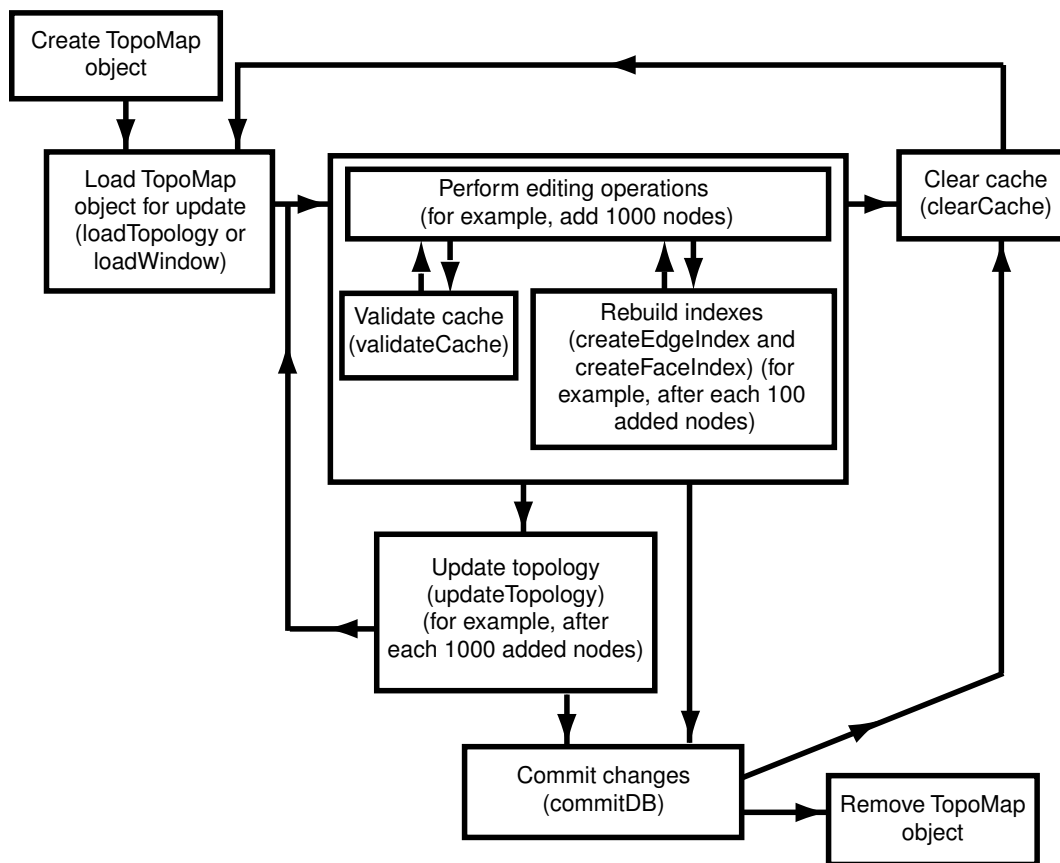 Create TopoMap
object
Load TopoMap
object for update
(loadTopology or
loadWindow)
Perform editing operations
(for example, add 1000 nodes)
Clear cache
(clearCache)
Validate cache
(validateCache)
Rebuild indexes
(createEdgeIndex and
createFaceIndex) (for
example, after each 100
added nodes)
Update topology
(updateTopology)
(for example, after
each 1000 added nodes)
Commit changes
(commitDB)
Remove TopoMap
object